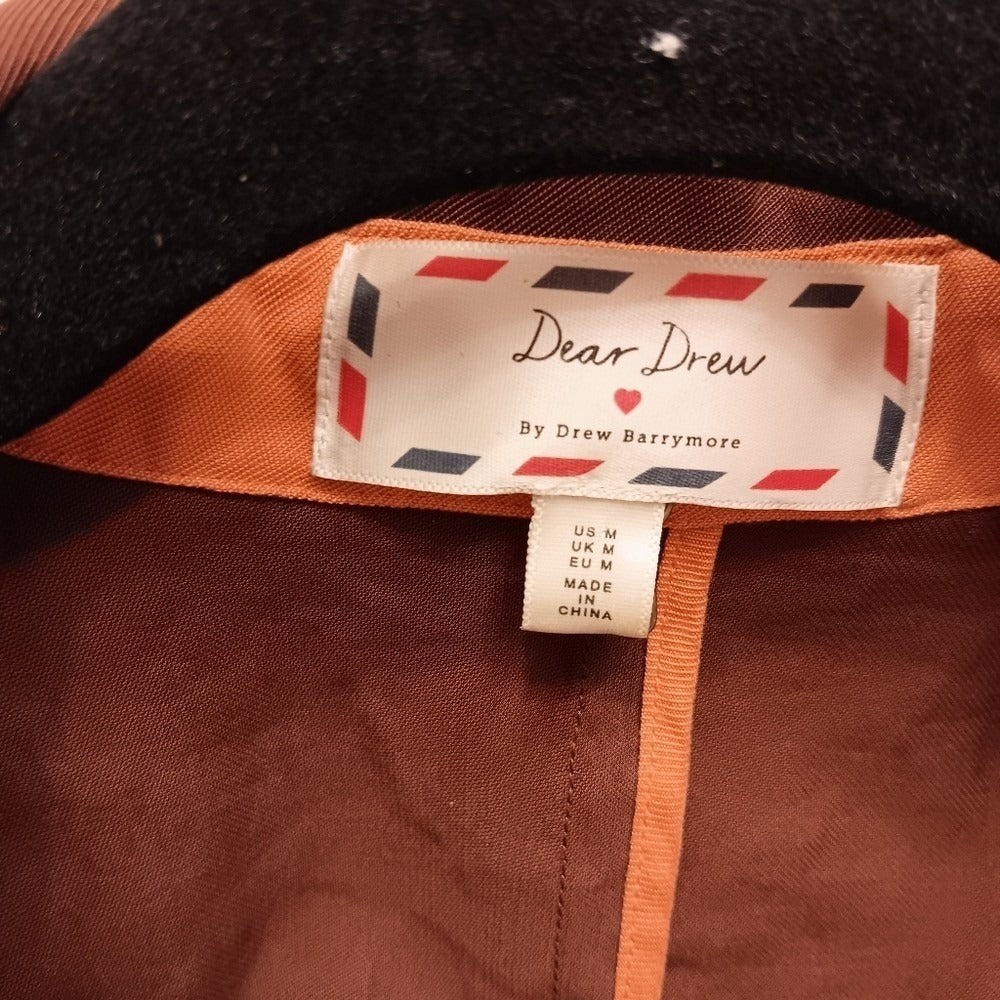 Dear Drew
By Drew Barrymore
US M
UK M
EU M
MADE
IN
CHINA